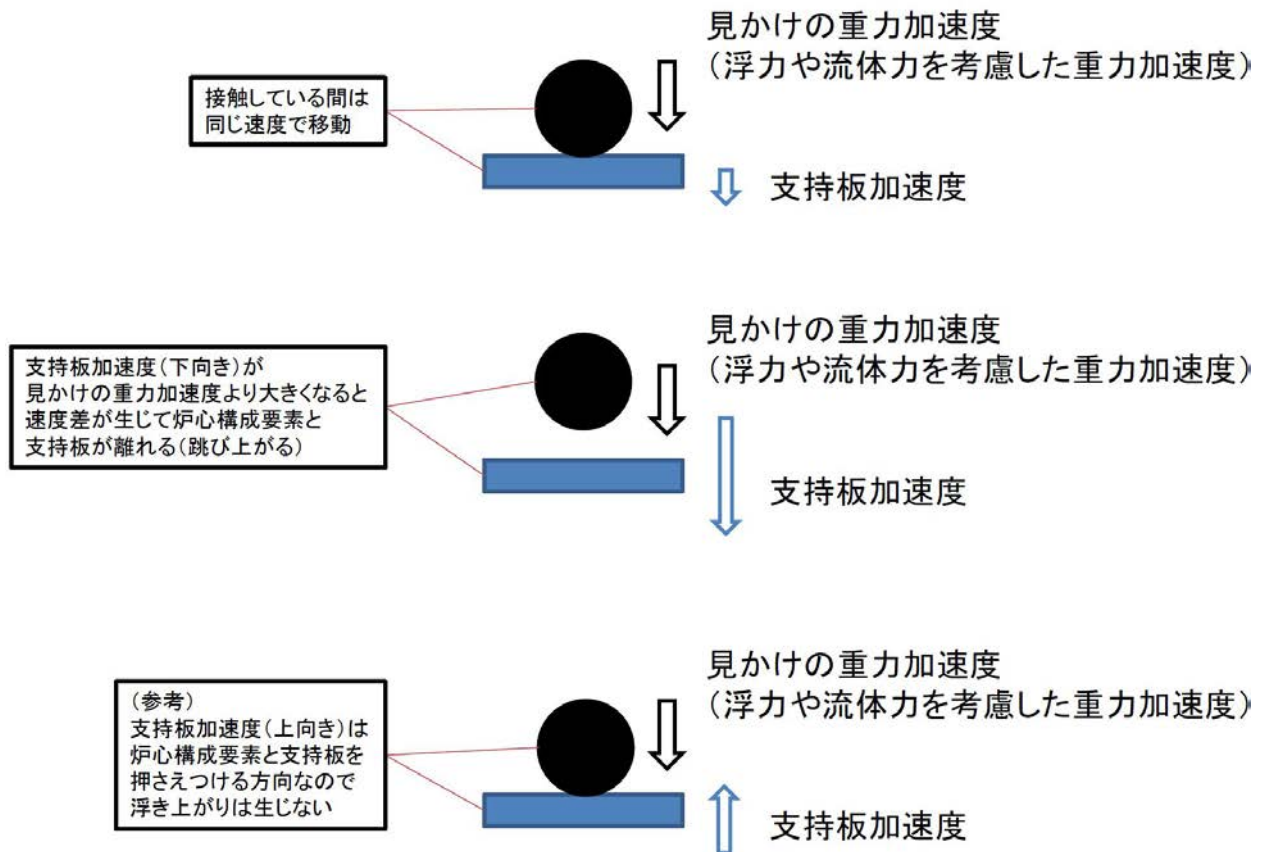 見かけの重力加速度
(浮力や流体力を考慮した重力加速度)
接触している間は
同じ速度で移動
支持板加速度
見かけの重力加速度
(浮力や流体力を考慮した重力加速度)
支持板加速度(下向き)が
見かけの重力加速度より大きくなると
速度差が生じて炉心構成要素と
支持板が離れる(跳び上がる)
支持板加速度
見かけの重力加速度
(浮力や流体力を考慮した重力加速度)
(参考)
支持板加速度(上向き)は
炉心構成要素と支持板を
押さえつける方向なので
浮き上がりは生じない
支持板加速度